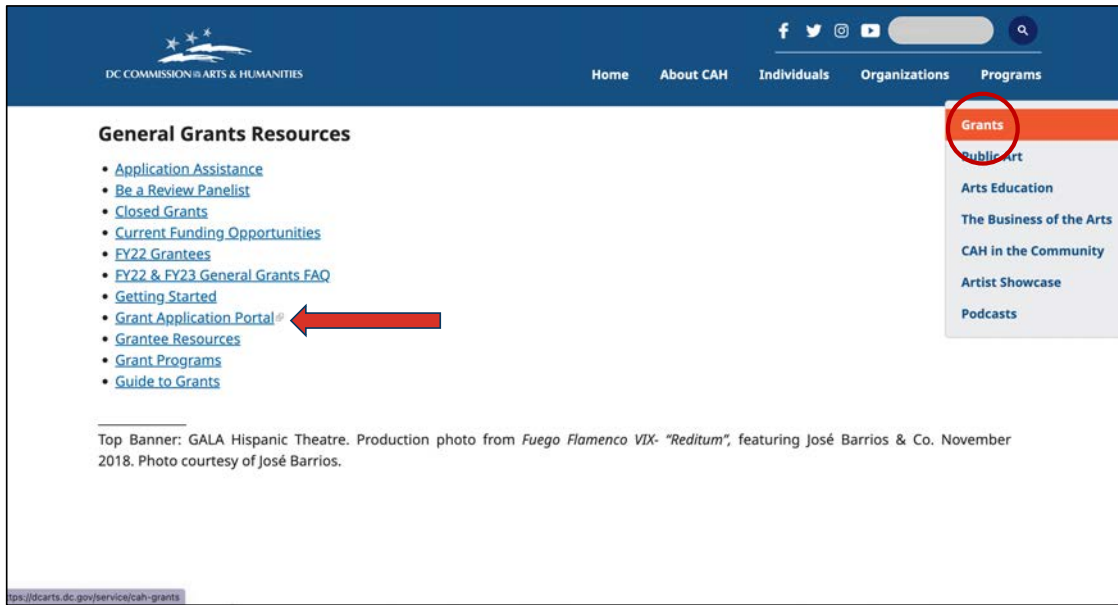 DC COMMISSION ON ARTS & HUMANITIES
Home About CAH Individuals Organizations Programs
Grants
Public Art
Arts Education
The Business of the Arts
CAH in the Community
Artist Showcase
Podcasts
General Grants Resources
• Application Assistance
• Be a Review Panelist
• Closed Grants
• Current Funding Opportunities
• FY22 Grantees
• FY22 & FY23 General Grants FAQ
• Getting Started
• Grant Application Portal
• Grantee Resources
• Grant Programs
• Guide to Grants
Top Banner: GALA Hispanic Theatre. Production photo from Fuego Flamenco VIX- “Reditum”, featuring José Barrios & Co. November
2018. Photo courtesy of José Barrios.
ttps://dcarts.dc.gov/service/cah-grants